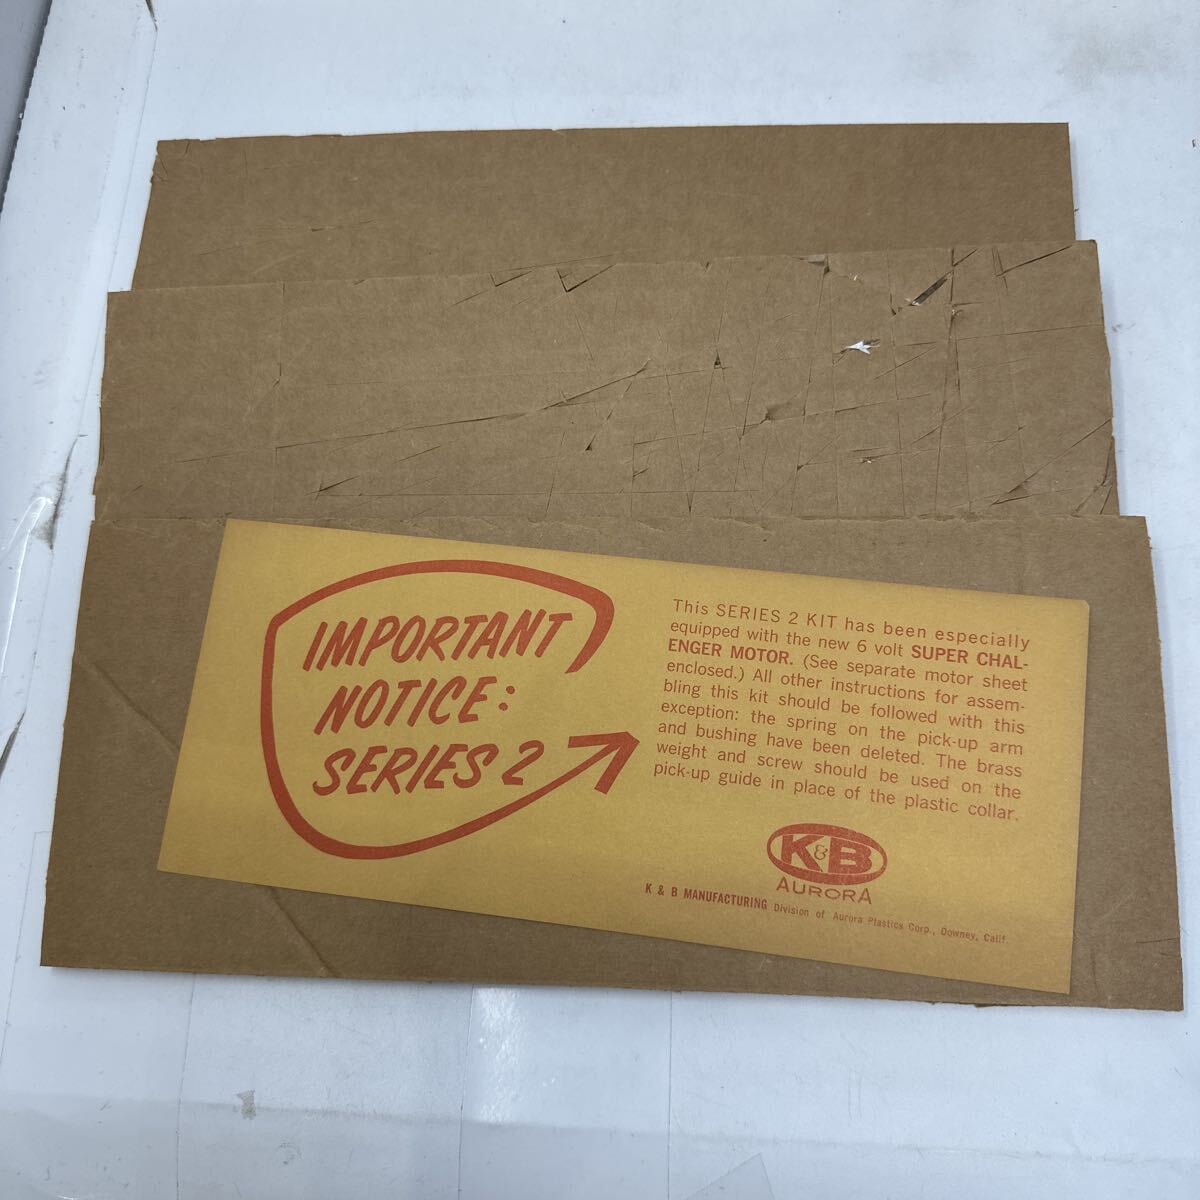 IMPORTANT
NOTICE:
SERIES 2
This SERIES 2 KIT has been especially
equipped with the new 6 volt SUPER CHAL-
ENGER MOTOR. (See separate motor sheet
enclosed.) All other instructions for assem-
bling this kit should be followed with this
exception: the spring on the pick-up arm
and bushing have been deleted. The brass
weight and screw should be used on the
pick-up guide in place of the plastic collar.
K&B
AURORA
K & B MANUFACTURING Division of Aurora Plastics Corp., Downey, Calif.